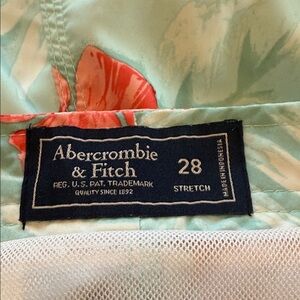 Abercrombie
& Fitch
REG. U.S. PAT. TRADEMARK
QUALITY SINCE 1892
28
STRETCH
MADE IN INDONESIA